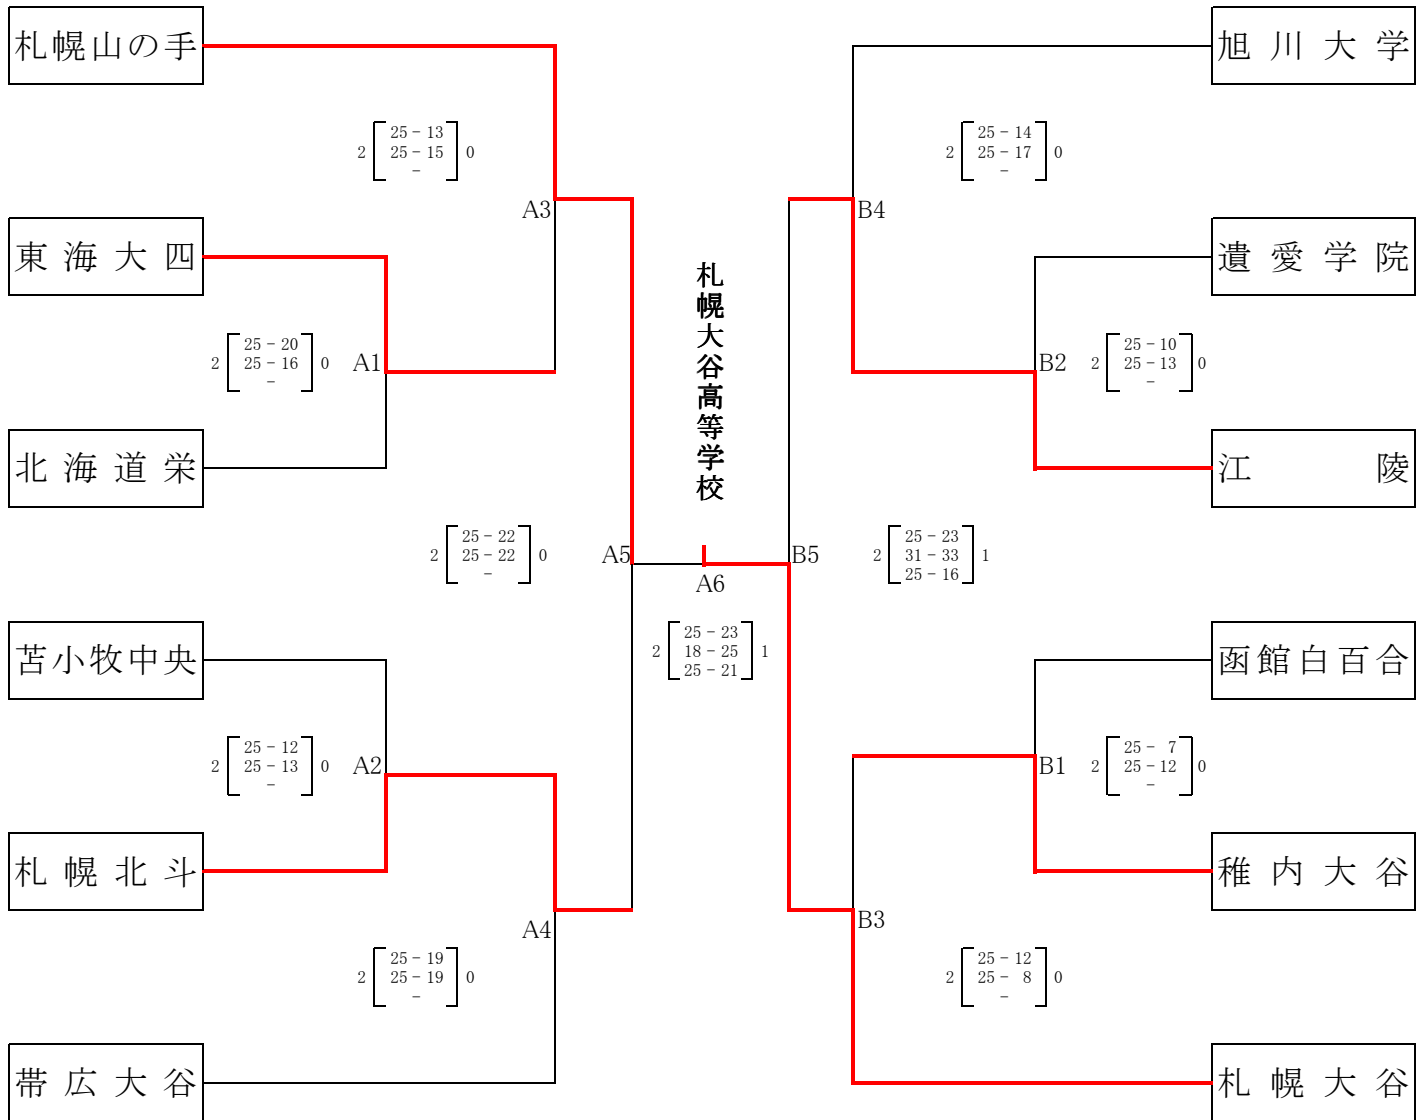 札幌山の手
旭川大学
25－13
2 25－15 0
－
25－14
2 25－17 0
－
A3
B4
東海大四
遺愛学院
札幌大谷高等学校
25－20
2 25－16 0
－
A1
B2
25－10
2 25－13 0
－
北海道栄
江陵
25－22
2 25－22 0
－
A5
B5
25－23
2 31－33 1
25－16
A6
25－23
2 18－25 1
25－21
苫小牧中央
函館白百合
25－12
2 25－13 0
－
A2
B1
25－ 7
2 25－12 0
－
札幌北斗
稚内大谷
A4
B3
25－19
2 25－19 0
－
25－12
2 25－ 8 0
－
帯広大谷
札幌大谷